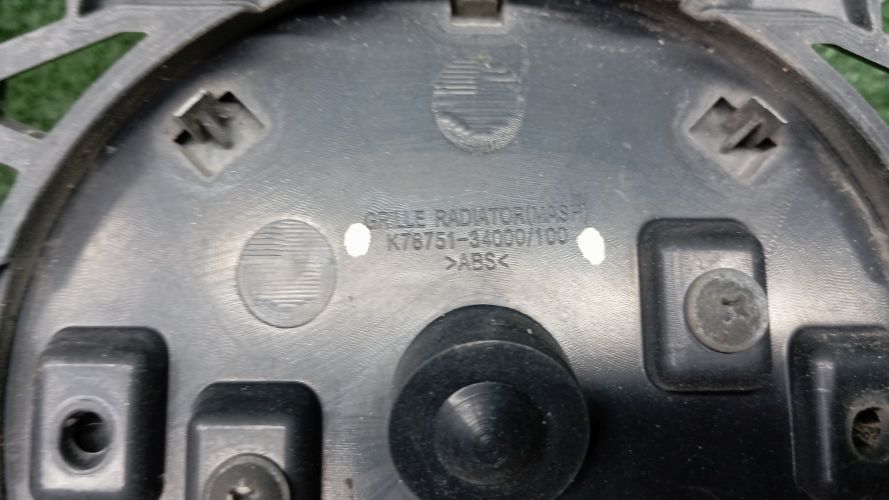 GRILLE RADIATOR(MASH)
K78751-34000/100
>ABS<